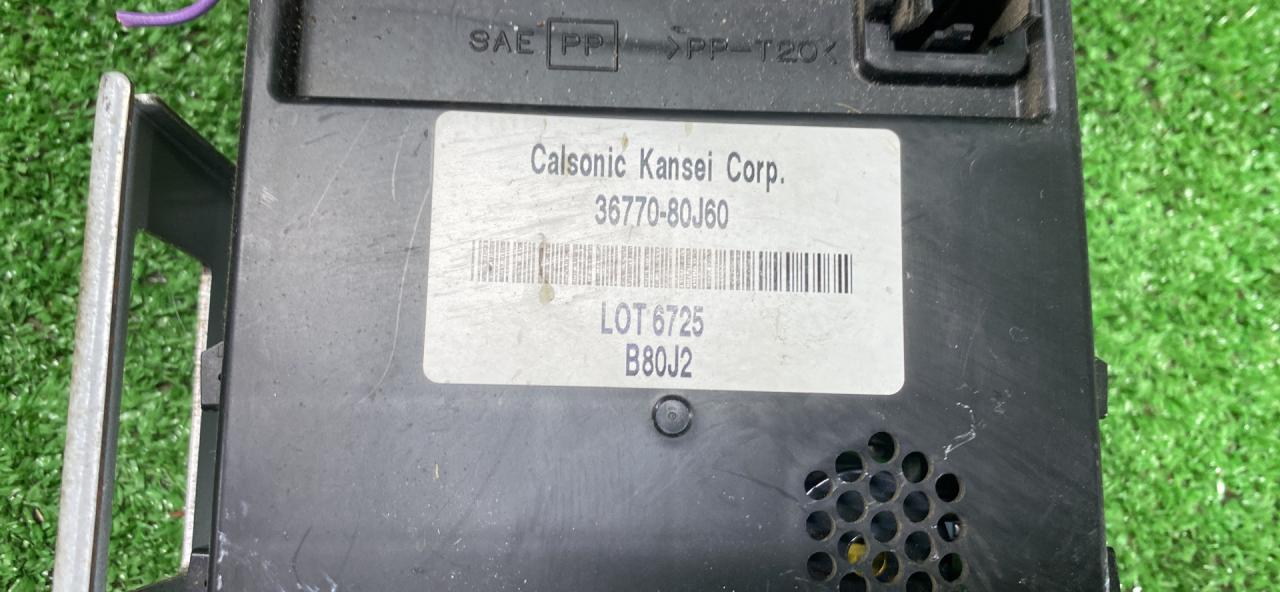 SAE PP >PP-T20<
Calsonic Kansei Corp.
36770-80J60
LOT 6725
B80J2